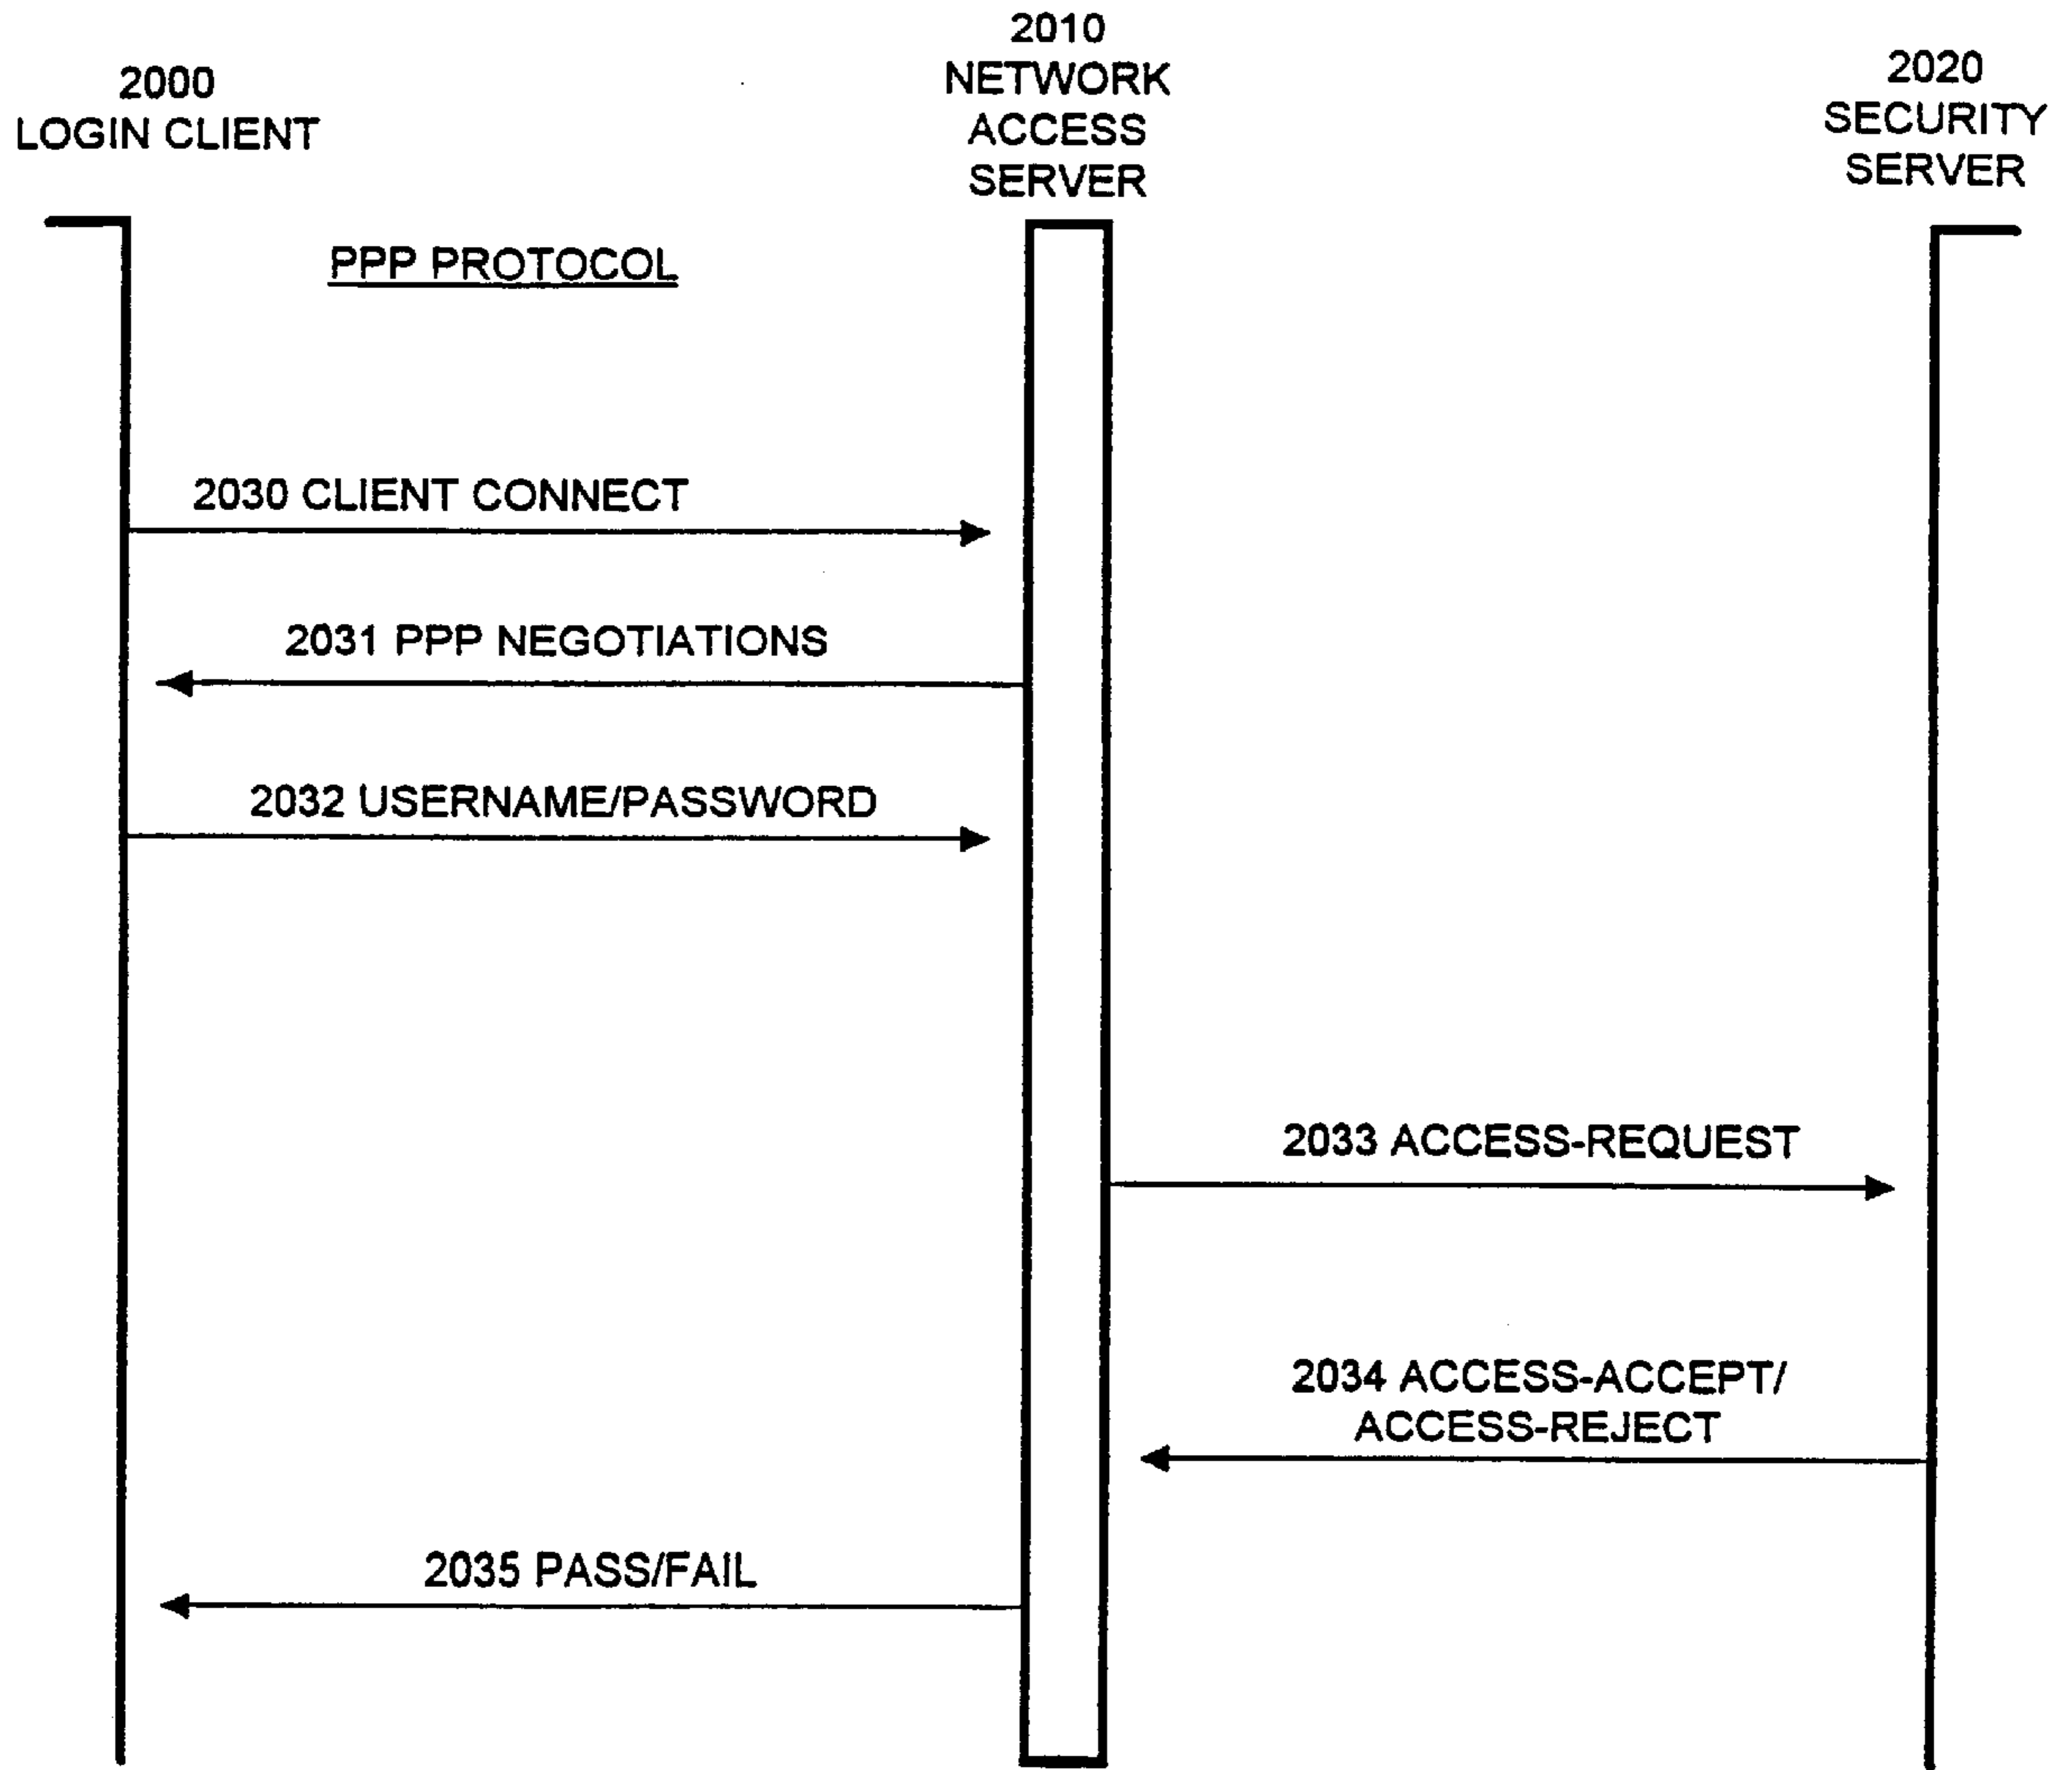 2000
LOGIN CLIENT
2010
NETWORK
ACCESS
SERVER
2020
SECURITY
SERVER
PPP PROTOCOL
2030 CLIENT CONNECT
2031 PPP NEGOTIATIONS
2032 USERNAME/PASSWORD
2033 ACCESS-REQUEST
2034 ACCESS-ACCEPT/
ACCESS-REJECT
2035 PASS/FAIL